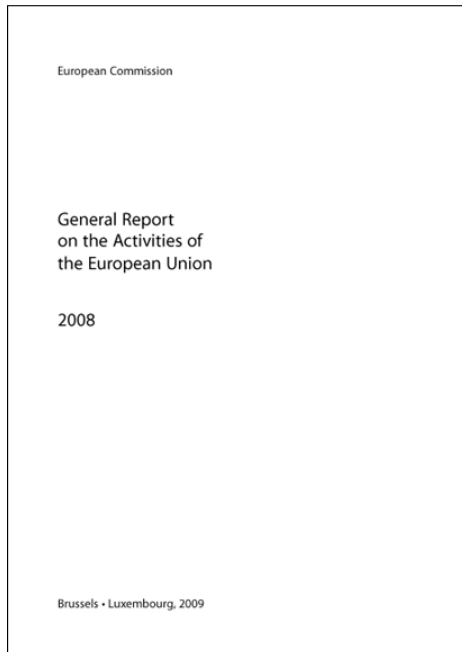 European Commission
General Report
on the Activities of
the European Union
2008
Brussels • Luxembourg, 2009